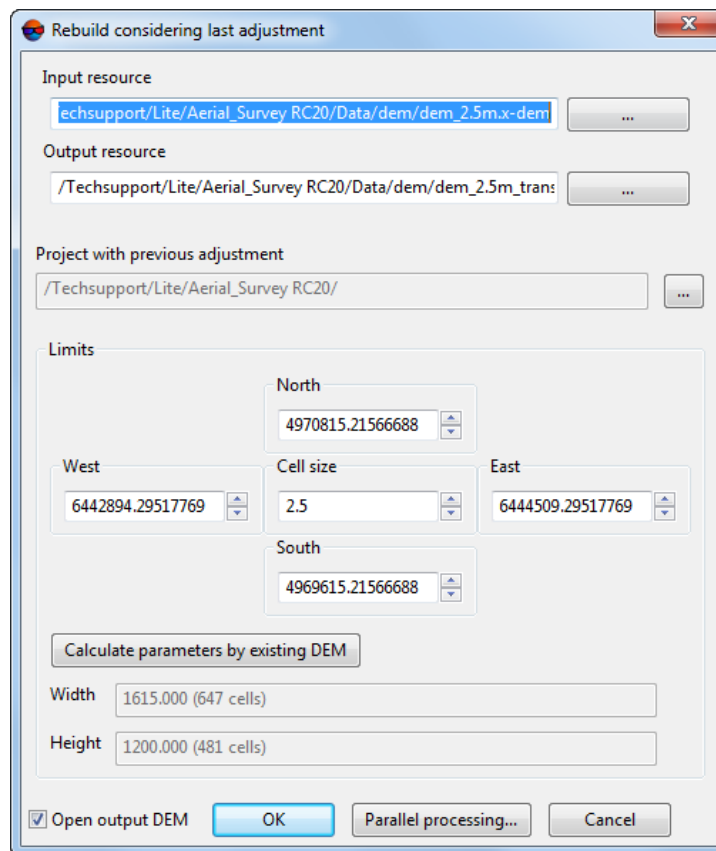 Rebuild considering last adjustment
Input resource
echsupport/Lite/Aerial_Survey RC20/Data/dem/dem_2.5m.x-dem
...
Output resource
/Techsupport/Lite/Aerial_Survey RC20/Data/dem/dem_2.5m_trans
...
Project with previous adjustment
/Techsupport/Lite/Aerial_Survey RC20/
...
Limits
North
4970815.21566688
West
Cell size
East
6442894.29517769
2.5
6444509.29517769
South
4969615.21566688
Calculate parameters by existing DEM
Width
1615.000 (647 cells)
Height
1200.000 (481 cells)
Open output DEM
OK
Parallel processing...
Cancel